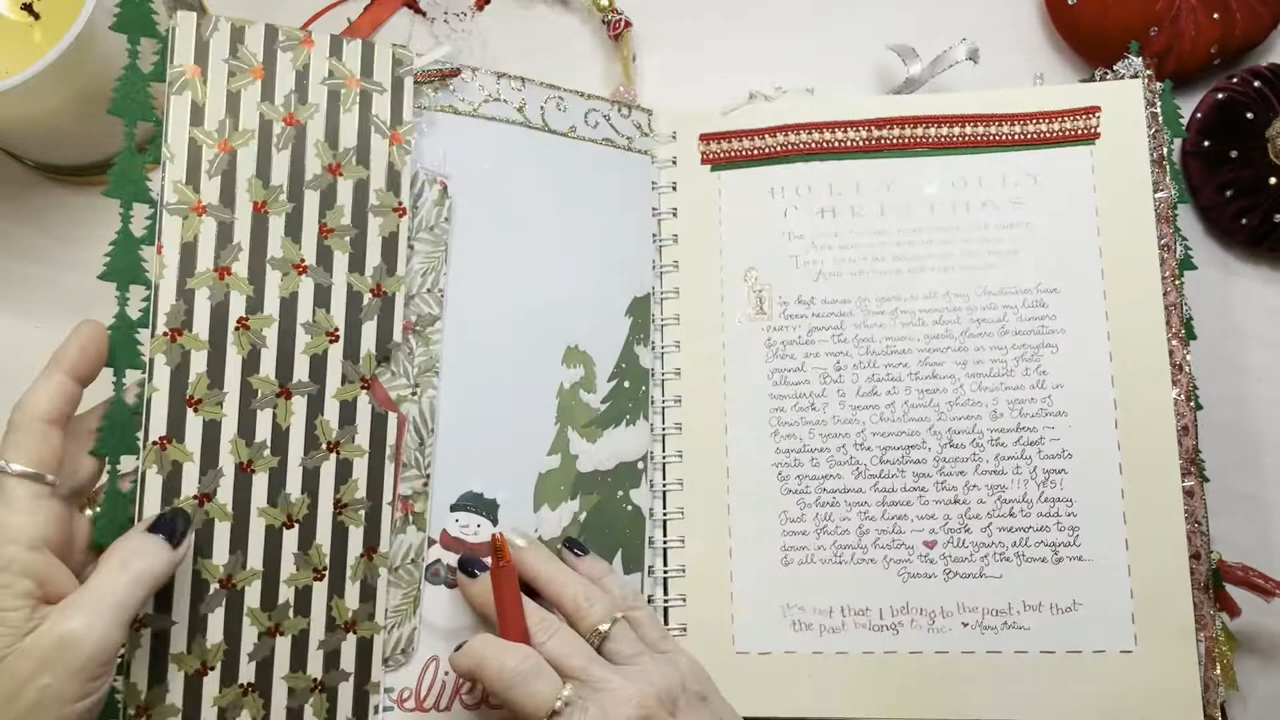 elik
HOLLY JOLLY
CHRISTMAS
I've kept diaries for years, so all of my Christmases have
been recorded. Some of my memories go into my little
"PARTY" journal where I write about special dinners
& parties ~ the food, music, guests, flowers & decorations
There are more Christmas memories in my everyday
journal ~ & still more show up in my photo
albums. But I started thinking, wouldn't it be
wonderful to look at 5 years of Christmas all in
one book? 5 years of family photos, 5 years of
Christmas trees, Christmas Dinners & Christmas
Eves, 5 years of memories by family members ~
signatures of the youngest, jokes by the oldest ~
visits to Santa, Christmas pageants, family toasts
& prayers. Wouldn't you have loved it if your
Great Grandma had done this for you!!? YES!
So here's your chance to make a family legacy.
Just fill in the lines, use a glue stick to add in
some photos & voilà ~ a book of memories to go
down in family history ♥ All yours, all original
& all with love from the Heart of the Home & me...
Susan Branch
It's not that I belong to the past, but that
the past belongs to me. ♥ Mary Antin